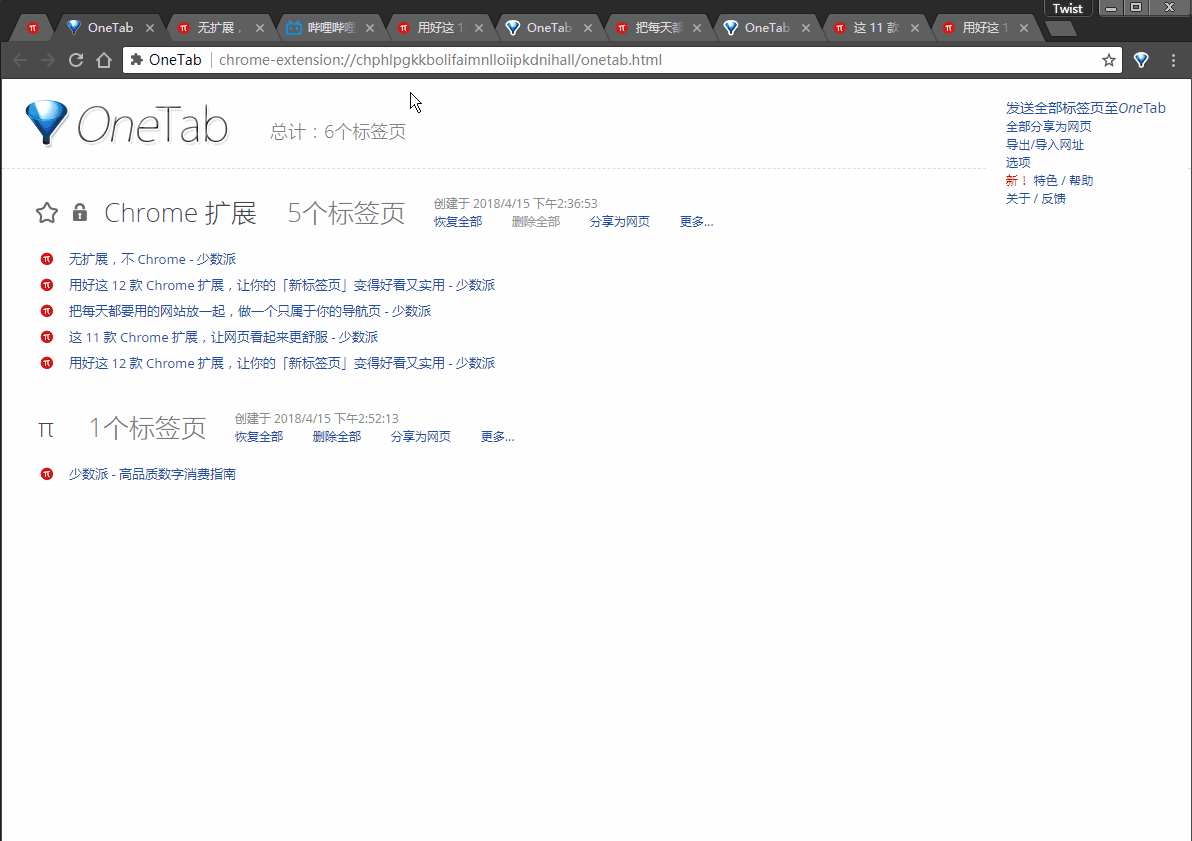 Twist
π OneTab π 无扩展， 哔哩哔哩 π 用好这 1 OneTab π 把每天都 OneTab π 这 11 款 π 用好这 12
OneTab chrome-extension://chphlpgkkbolifaimnlloiipkdnihall/onetab.html
OneTab 总计：6个标签页
发送全部标签页至OneTab
全部分享为网页
导出/导入网址
选项
新！ 特色 / 帮助
关于 / 反馈
Chrome 扩展 5个标签页
创建于 2018/4/15 下午2:36:53
恢复全部 删除全部 分享为网页 更多...
π 无扩展，不 Chrome - 少数派
π 用好这 12 款 Chrome 扩展，让你的「新标签页」变得好看又实用 - 少数派
π 把每天都要用的网站放一起，做一个只属于你的导航页 - 少数派
π 这 11 款 Chrome 扩展，让网页看起来更舒服 - 少数派
π 用好这 12 款 Chrome 扩展，让你的「新标签页」变得好看又实用 - 少数派
π 1个标签页
创建于 2018/4/15 下午2:52:13
恢复全部 删除全部 分享为网页 更多...
π 少数派 - 高品质数字消费指南